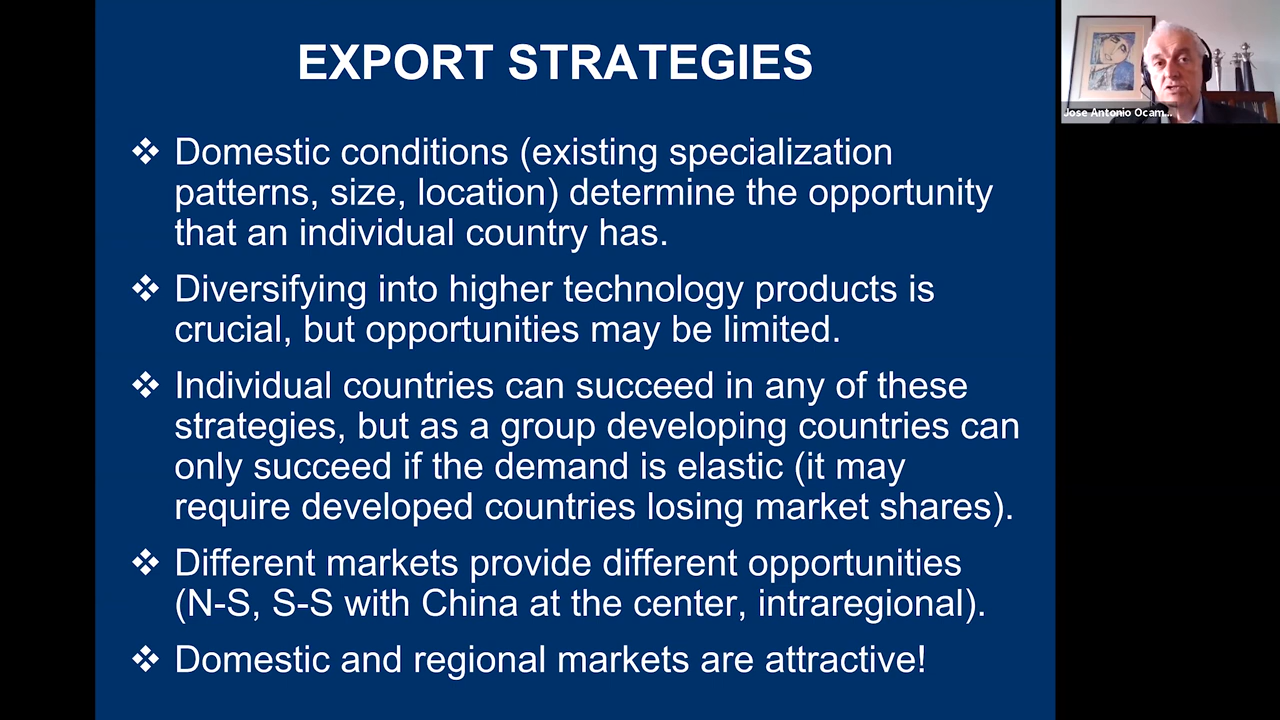 EXPORT STRATEGIES
❖ Domestic conditions (existing specialization
patterns, size, location) determine the opportunity
that an individual country has.
❖ Diversifying into higher technology products is
crucial, but opportunities may be limited.
❖ Individual countries can succeed in any of these
strategies, but as a group developing countries can
only succeed if the demand is elastic (it may
require developed countries losing market shares).
❖ Different markets provide different opportunities
(N-S, S-S with China at the center, intraregional).
❖ Domestic and regional markets are attractive!
Jose Antonio Ocam...